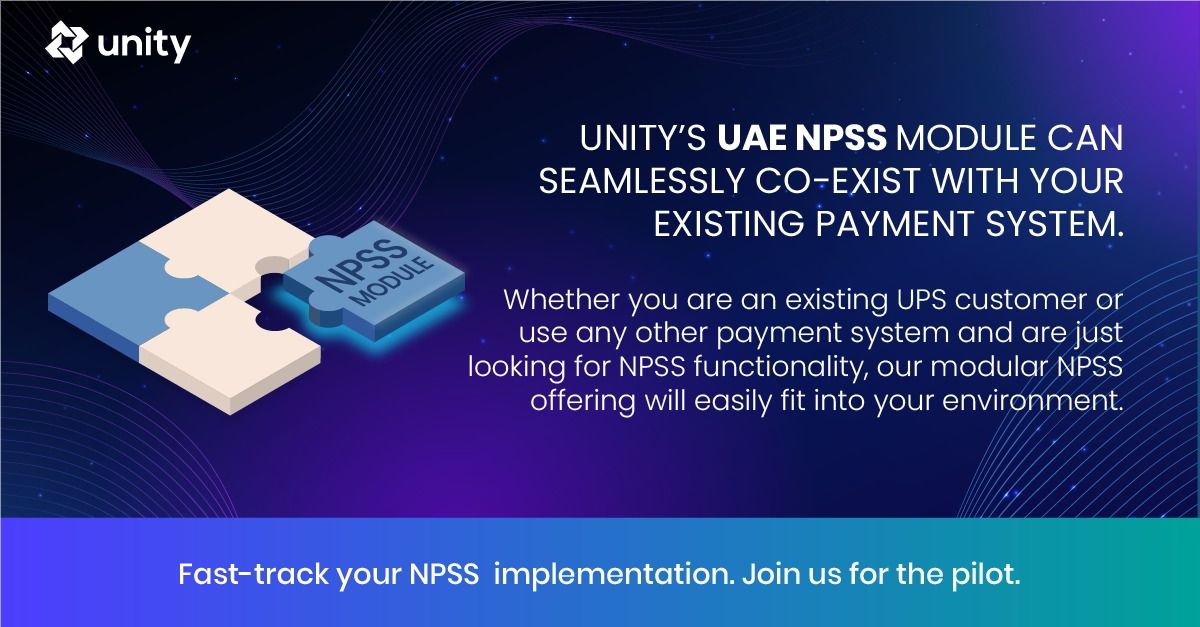 unity
UNITY’S UAE NPSS MODULE CAN
SEAMLESSLY CO-EXIST WITH YOUR
EXISTING PAYMENT SYSTEM.
NPSS
MODULE
Whether you are an existing UPS customer or
use any other payment system and are just
looking for NPSS functionality, our modular NPSS
offering will easily fit into your environment.
Fast-track your NPSS  implementation. Join us for the pilot.